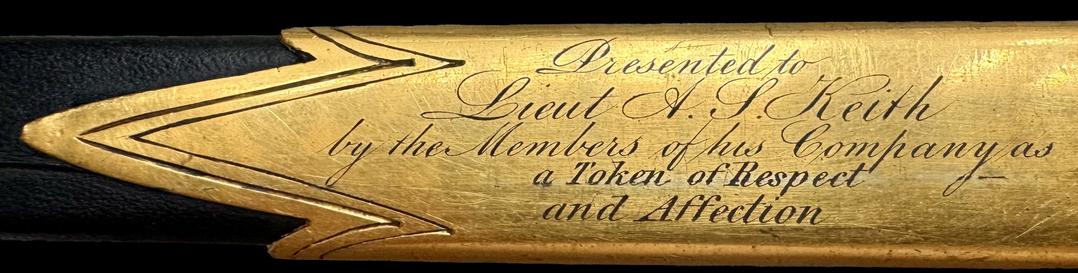 Presented to
Lieut A. S. Keith
by the Members of his Company as
a Token of Respect
and Affection